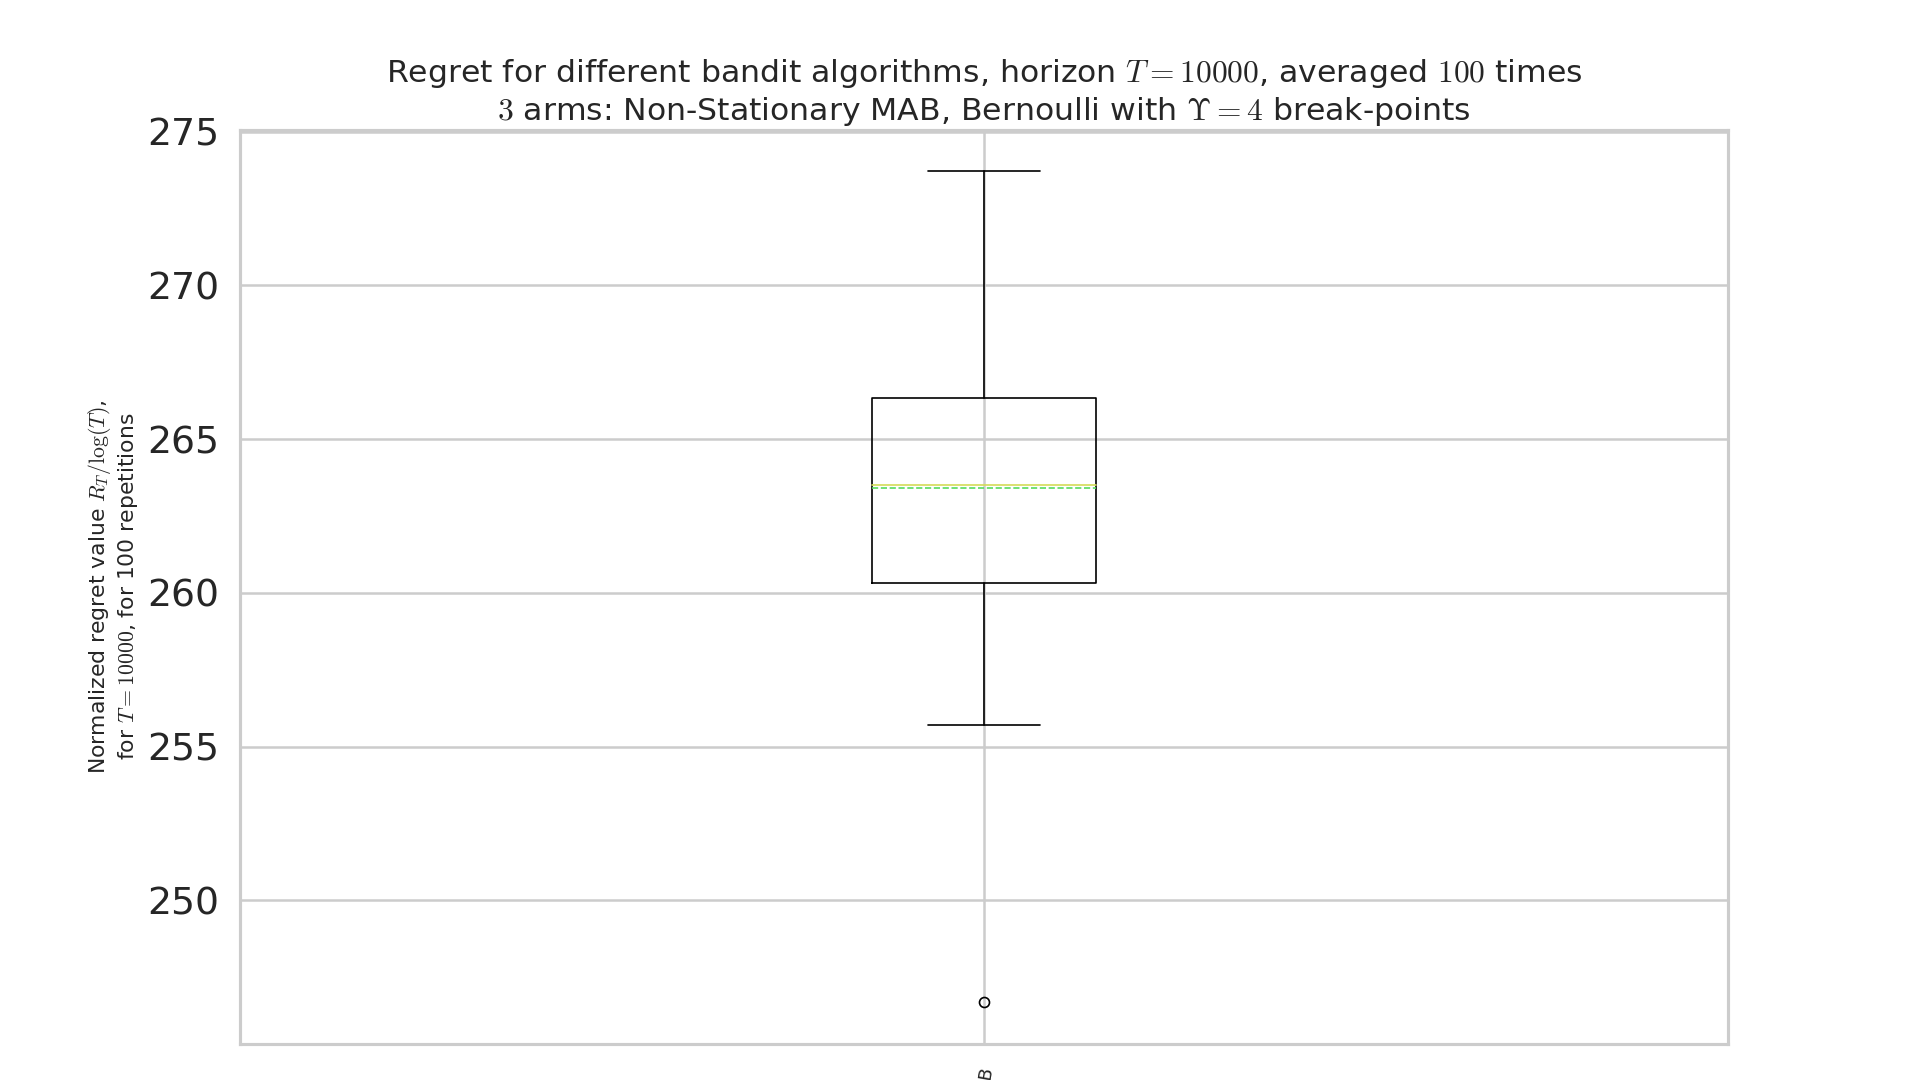 Regret for different bandit algorithms, horizon T = 10000, averaged 100 times
3 arms: Non-Stationary MAB, Bernoulli with Υ = 4 break-points
Normalized regret value R_T/log(T),
for T = 10000, for 100 repetitions
275
270
265
260
255
250
B